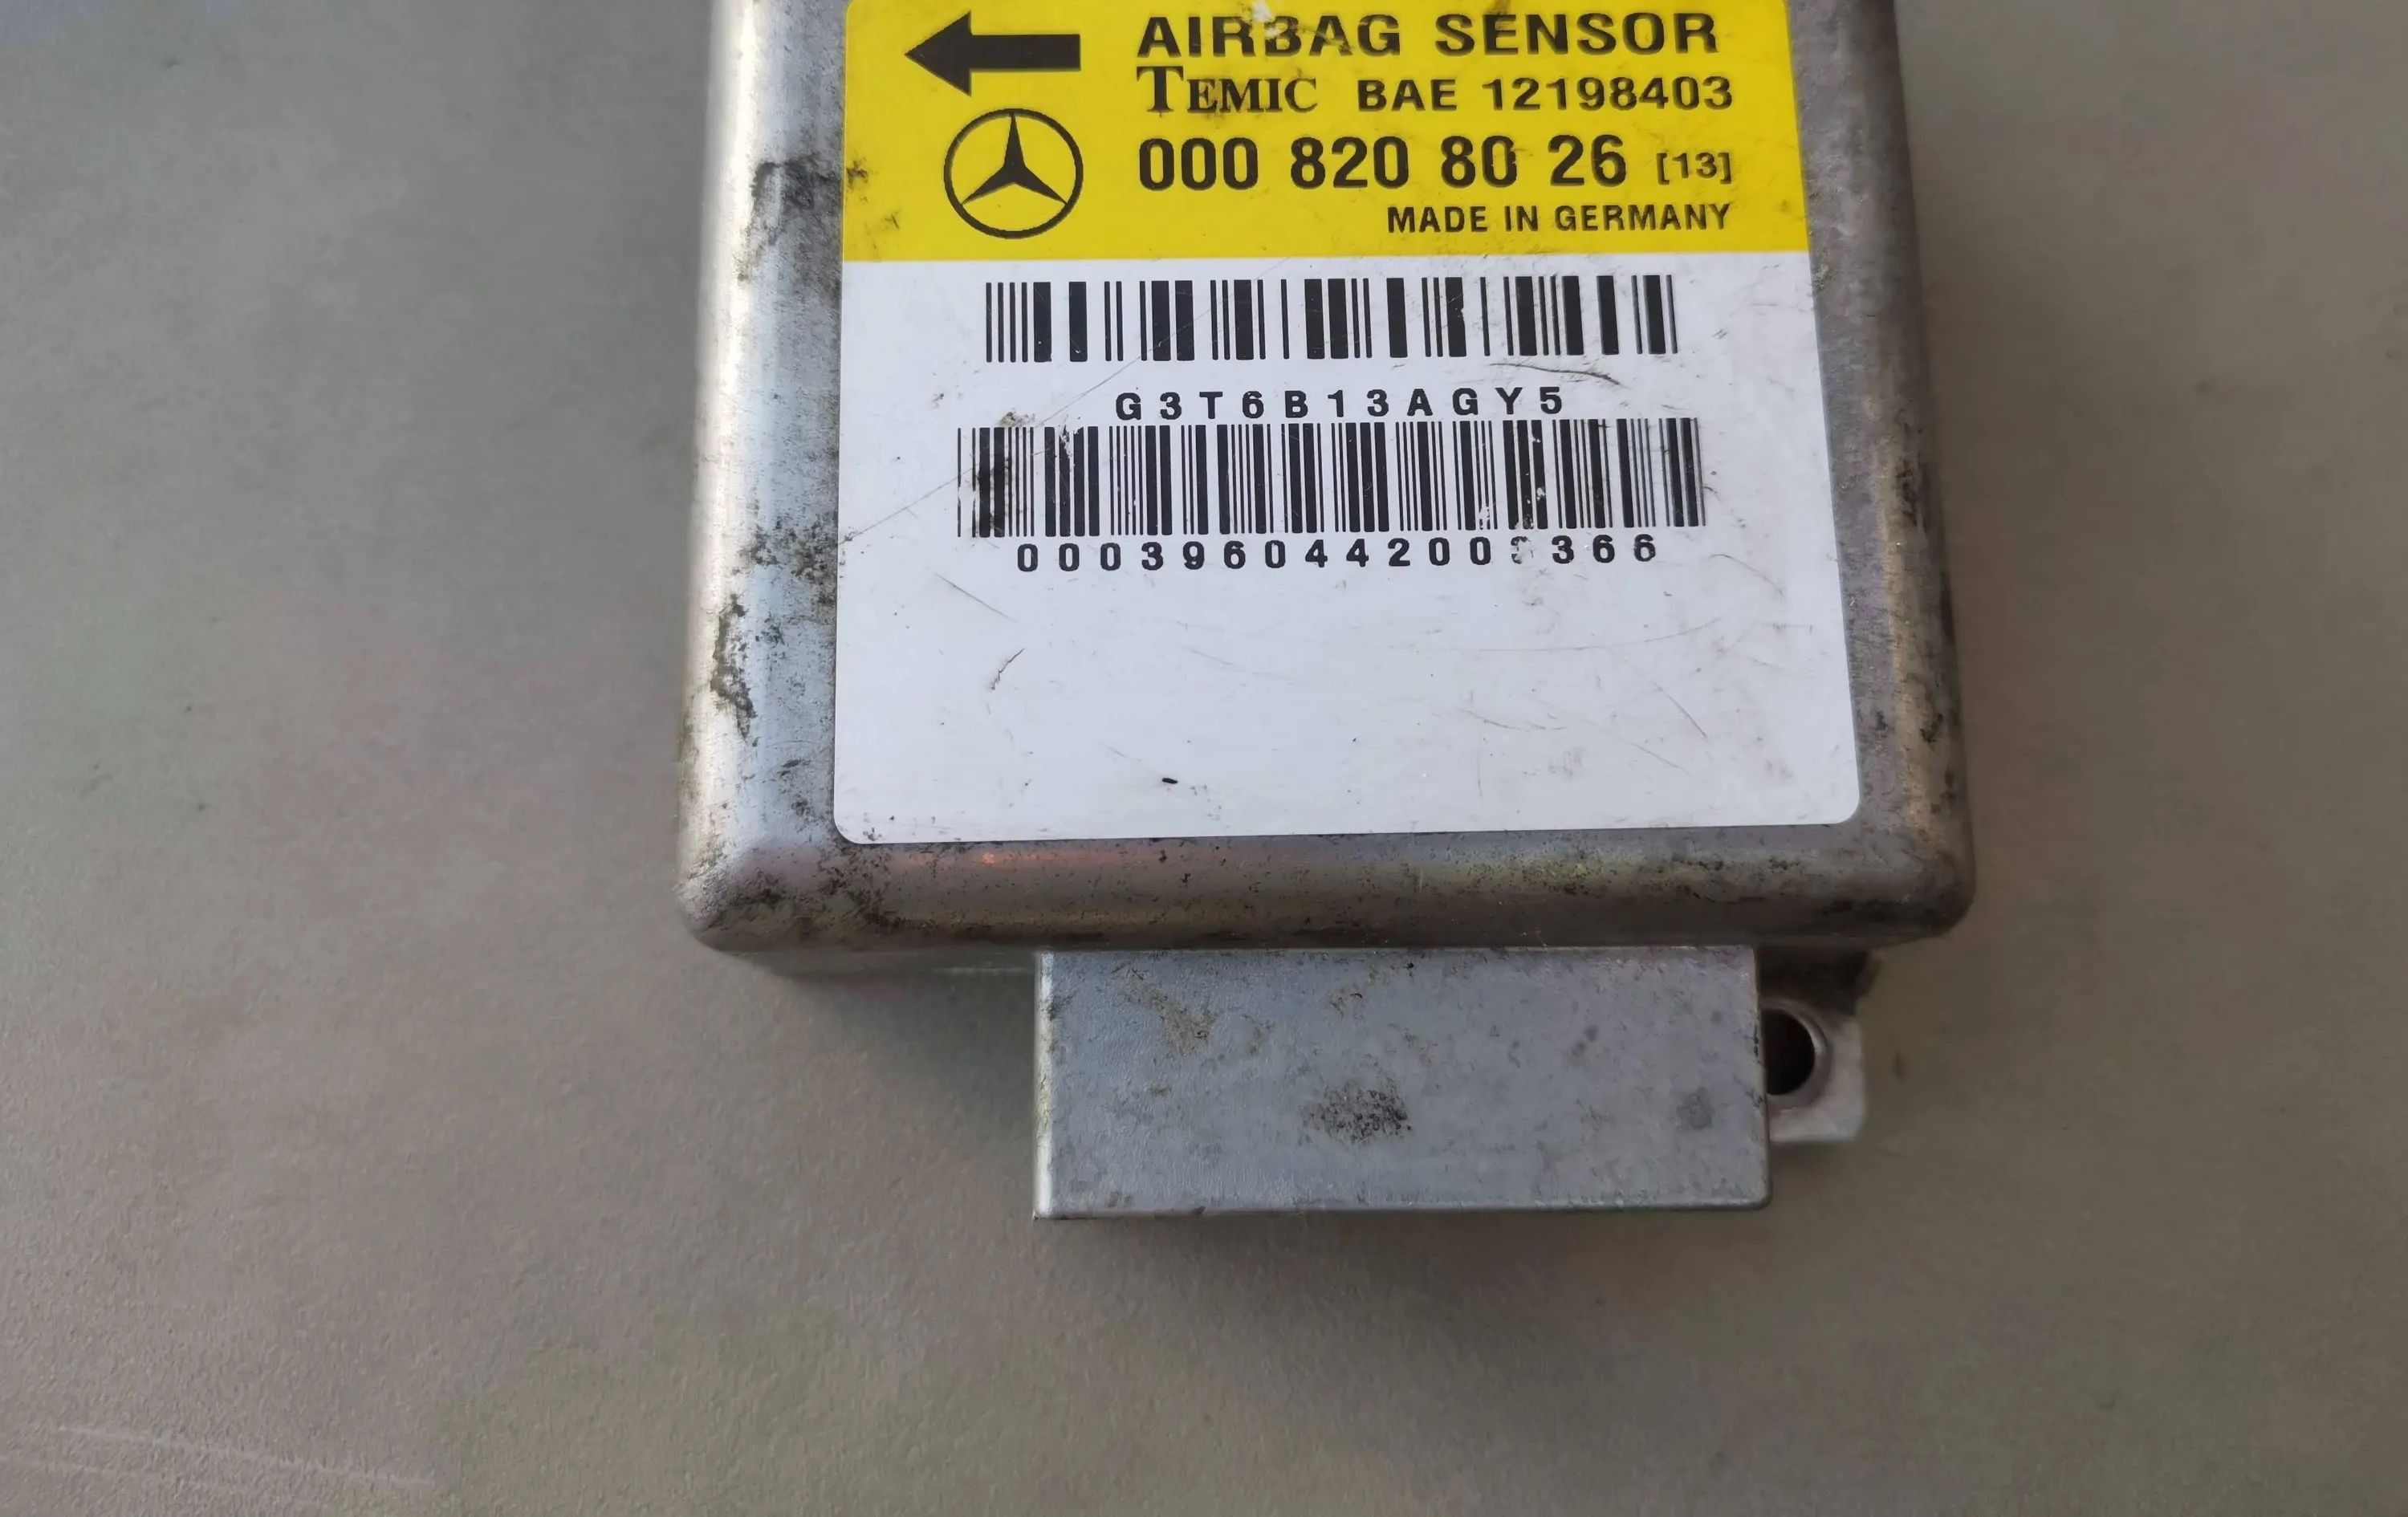 AIRBAG SENSOR
TEMIC BAE 12198403
000 820 80 26 [13]
MADE IN GERMANY
G3T6B13AGY5